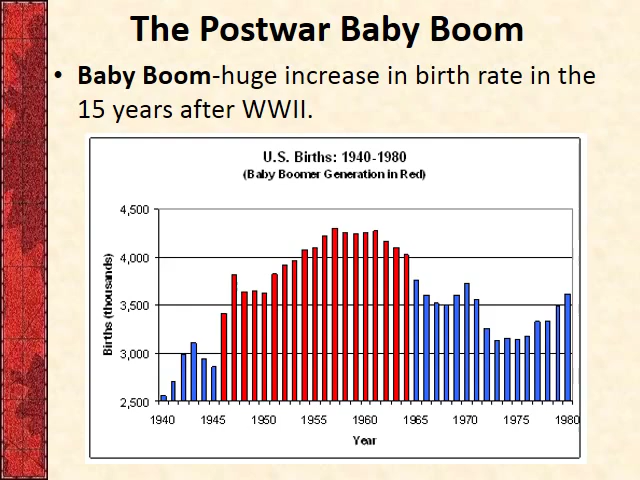 The Postwar Baby Boom
• Baby Boom-huge increase in birth rate in the
15 years after WWII.
U.S. Births: 1940-1980
(Baby Boomer Generation in Red)
4,500
4,000
3,500
3,000
2,500
Births (thousands)
1940 1945 1950 1955 1960 1965 1970 1975 1980
Year